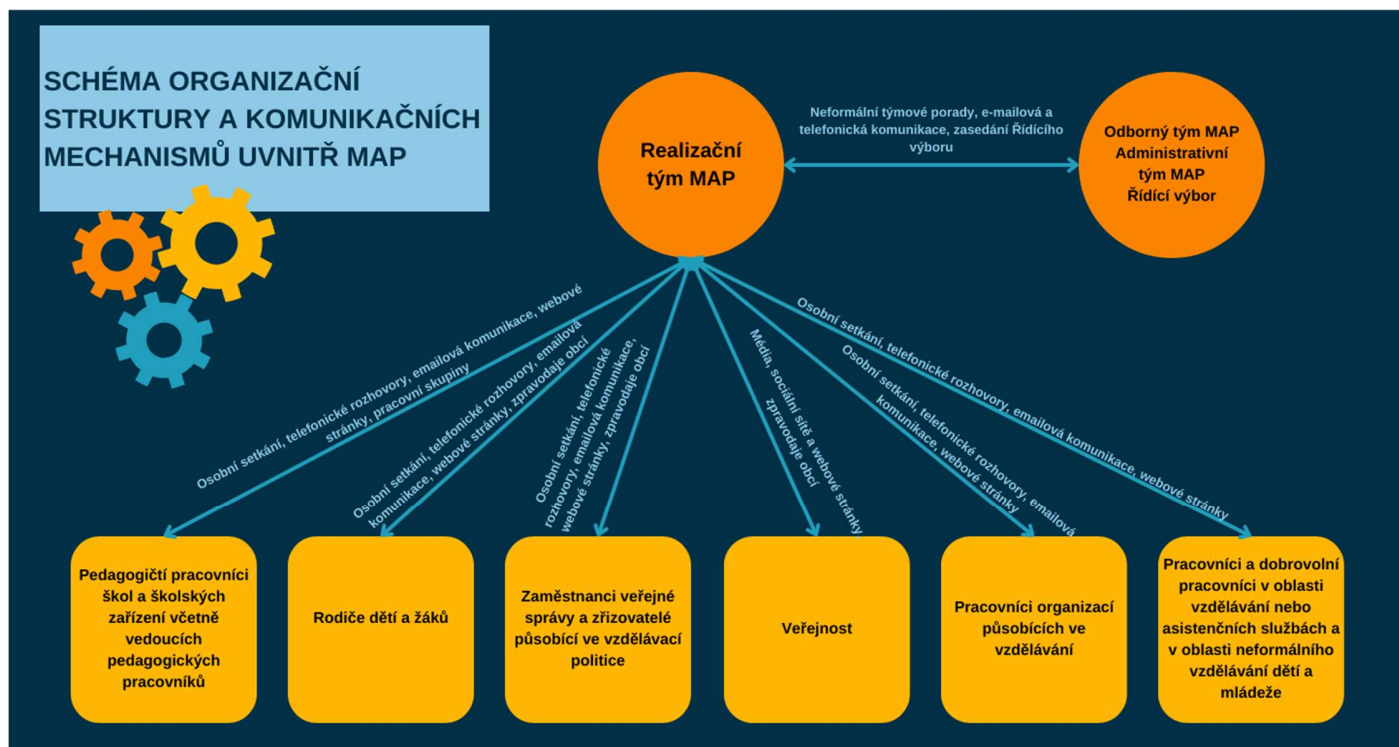 SCHÉMA ORGANIZAČNÍ
STRUKTURY A KOMUNIKAČNÍCH
MECHANISMŮ UVNITŘ MAP
Realizační
tým MAP
Neformální týmové porady, e-mailová a
telefonická komunikace, zasedání Řídícího
výboru
Odborný tým MAP
Administrativní
tým MAP
Řídící výbor
Osobní setkání, telefonické rozhovory, emailová komunikace, webové
stránky, pracovní skupiny
Osobní setkání, telefonické rozhovory, emailová
komunikace, webové stránky, zpravodaje obcí
Osobní setkání, telefonické
rozhovory, emailová komunikace,
webové stránky, zpravodaje obcí
Média, sociální sítě a webové stránky
zpravodaje obcí
Osobní setkání, telefonické rozhovory, emailová
komunikace, webové stránky
Osobní setkání, telefonické rozhovory, emailová komunikace, webové stránky
Pedagogičtí pracovníci
škol a školských
zařízení včetně
vedoucích
pedagogických
pracovníků
Rodiče dětí a žáků
Zaměstnanci veřejné
správy a zřizovatelé
působící ve vzdělávací
politice
Veřejnost
Pracovníci organizací
působících ve
vzdělávání
Pracovníci a dobrovolní
pracovníci v oblasti
vzdělávání nebo
asistenčních službách a
v oblasti neformálního
vzdělávání dětí a
mládeže